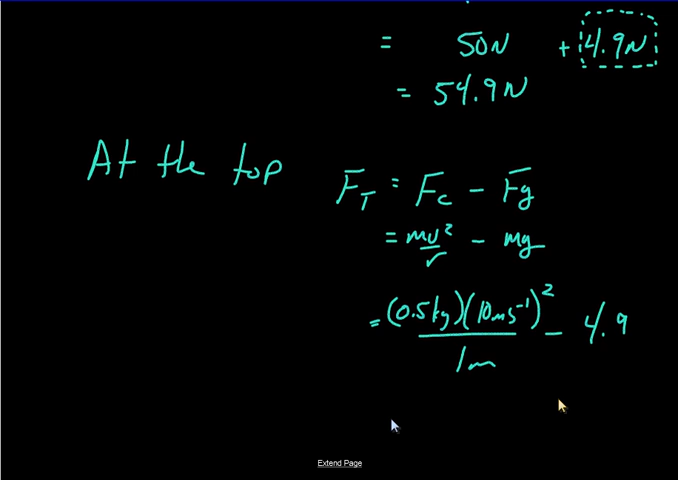 = 50N + 4.9N
= 54.9N
At the top
F_T = F_c - F_g
= mv²/r - mg
= (0.5kg)(10ms⁻¹)²/1m - 4.9
Extend Page